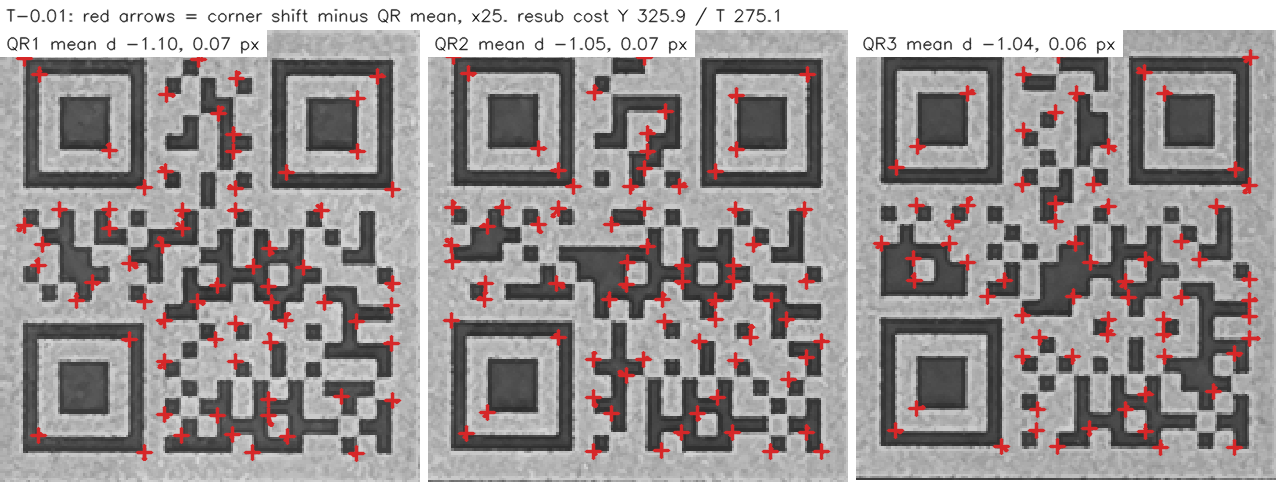 T-0.01: red arrows = corner shift minus QR mean, x25. resub cost Y 325.9 / T 275.1
QR1 mean d -1.10, 0.07 px
QR2 mean d -1.05, 0.07 px
QR3 mean d -1.04, 0.06 px